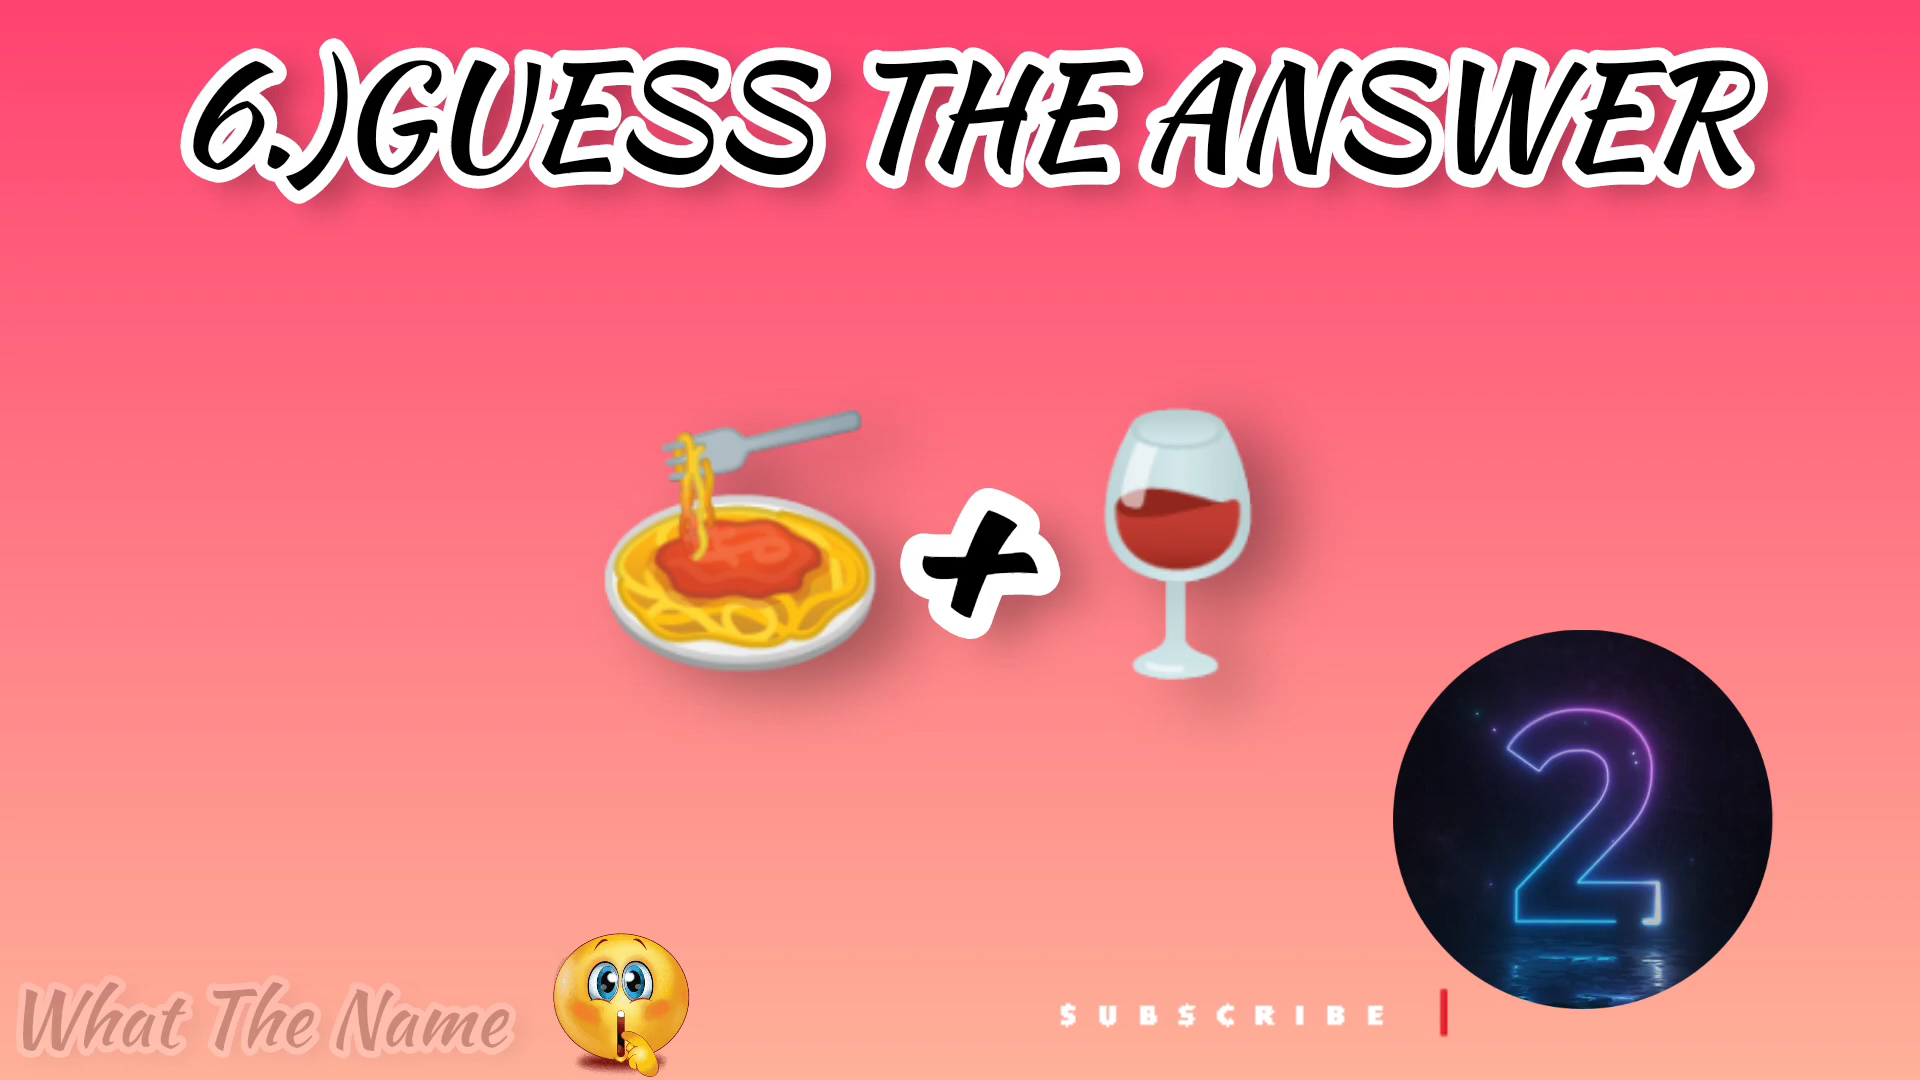 6.)GUESS THE ANSWER
+
2
What The Name
SUBSCRIBE